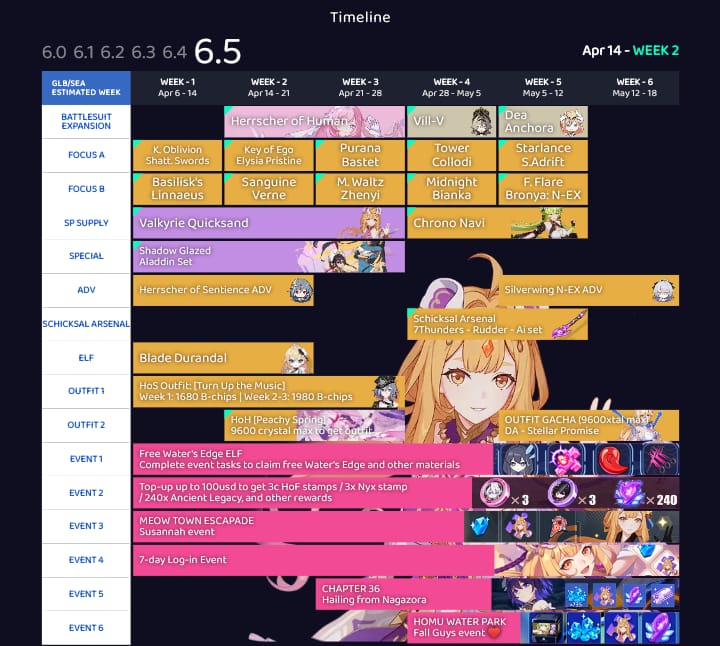 Timeline
6.0 6.1 6.2 6.3 6.4 6.5
Apr 14 - WEEK 2
GLB/SEA
ESTIMATED WEEK
WEEK - 1
Apr 6 - 14
WEEK - 2
Apr 14 - 21
WEEK - 3
Apr 21 - 28
WEEK - 4
Apr 28 - May 5
WEEK - 5
May 5 - 12
WEEK - 6
May 12 - 18
BATTLESUIT
EXPANSION
Herrscher of Human..
Vill-V
Dea
Anchora
FOCUS A
K. Oblivion
Shatt. Swords
Key of Ego
Elysia Pristine
Purana
Bastet
Tower
Collodi
Starlance
S.Adrift
FOCUS B
Basilisk's
Linnaeus
Sanguine
Verne
M. Waltz
Zhenyi
Midnight
Bianka
F. Flare
Bronya: N-EX
SP SUPPLY
Valkyrie Quicksand
Chrono Navi
SPECIAL
Shadow Glazed
Aladdin Set
ADV
Herrscher of Sentience ADV
Silverwing N-EX ADV
SCHICKSAL ARSENAL
Schicksal Arsenal
7Thunders - Rudder - Ai set
ELF
Blade Durandal
OUTFIT 1
HoS Outfit: [Turn Up the Music]
Week 1: 1680 B-chips | Week 2-3: 1980 B-chips
OUTFIT 2
HoH [Peachy Spring]
9600 crystal max to get outfit
OUTFIT GACHA (9600xtal max)
DA - Stellar Promise
EVENT 1
Free Water's Edge ELF
Complete event tasks to claim free Water's Edge and other materials
EVENT 2
Top-up up to 100usd to get 3c HoF stamps / 3x Nyx stamp
/ 240x Ancient Legacy, and other rewards
× 3
× 3
× 240
EVENT 3
MEOW TOWN ESCAPADE
Susannah event
EVENT 4
7-day Log-in Event
EVENT 5
CHAPTER 36
Hailing from Nagazora
EVENT 6
HOMU WATER PARK
Fall Guys event ❤️